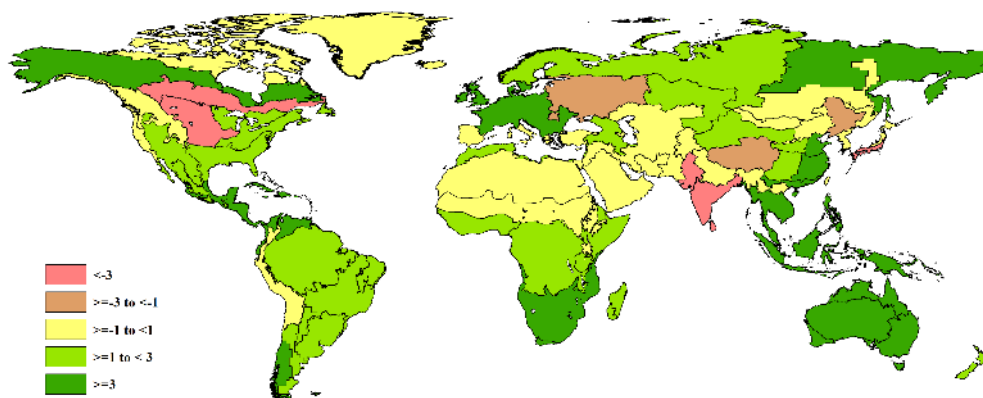 <-3
>=-3 to <-1
>=-1 to <1
>=1 to < 3
>=3